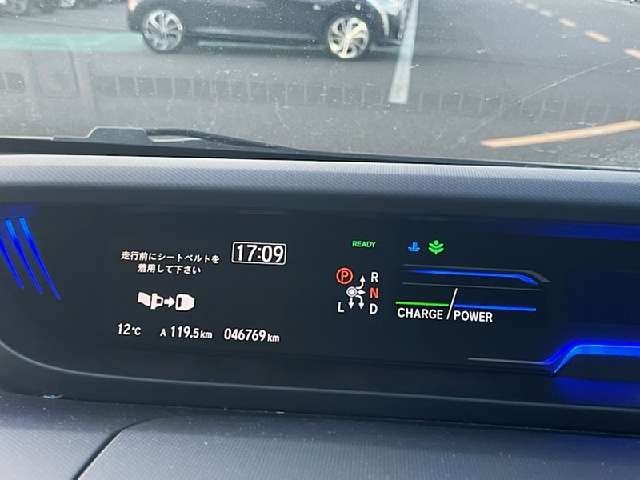 走行前にシートベルトを
着用して下さい
17:09
12℃ A 119.5km 046769km
READY
P R
N
L D
CHARGE POWER